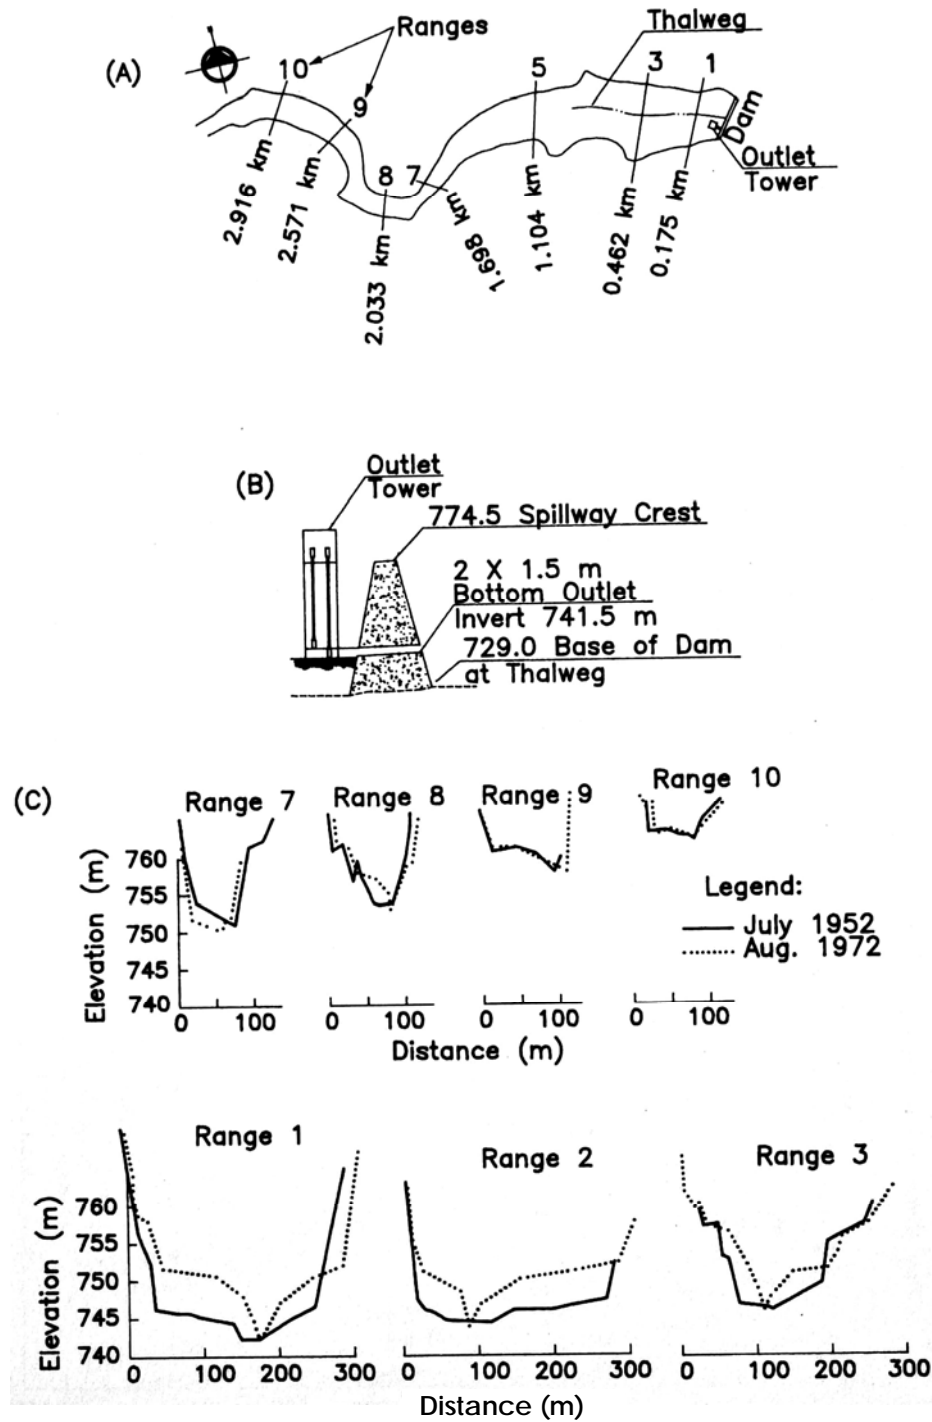 (A)
Ranges
Thalweg
10
9
8
7
5
3
1
Dam
Outlet
Tower
2.916 km
2.571 km
2.033 km
1.698 km
1.104 km
0.462 km
0.175 km
(B)
Outlet
Tower
774.5 Spillway Crest
2 X 1.5 m
Bottom Outlet
Invert 741.5 m
729.0 Base of Dam
at Thalweg
(C)
Range 7
Range 8
Range 9
Range 10
Elevation (m)
760
755
750
745
740
0 100
0 100
0 100
0 100
Distance (m)
Legend:
July 1952
Aug. 1972
Range 1
Range 2
Range 3
Elevation (m)
760
755
750
745
740
0 100 200 300
0 100 200 300
0 100 200 300
Distance (m)